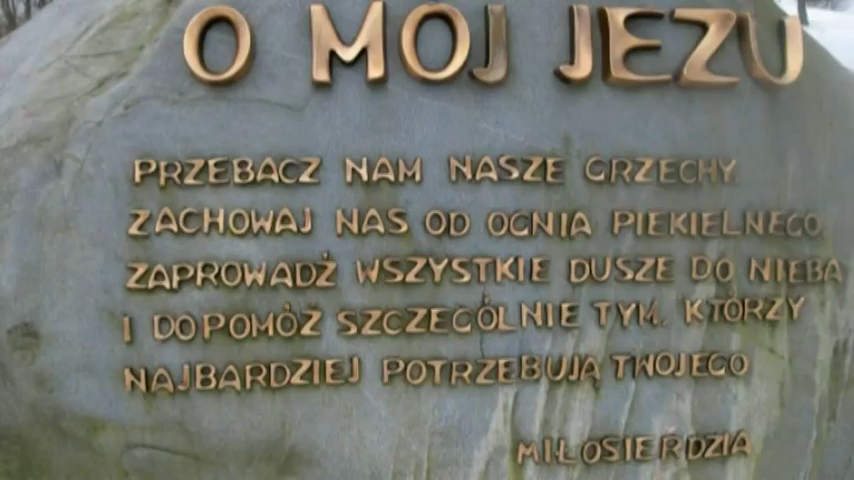 O MOJ JEZU
PRZEBACZ NAM NASZE GRZECHY
ZACHOWAJ NAS OD OGNIA PIEKIELNEGO
ZAPROWADŹ WSZYSTKIE DUSZE DO NIEBA
I DOPOMÓŻ SZCZEGÓLNIE TYM, KTÓRZY
NAJBARDZIEJ POTRZEBUJĄ TWOJEGO
MIŁOSIERDZIA